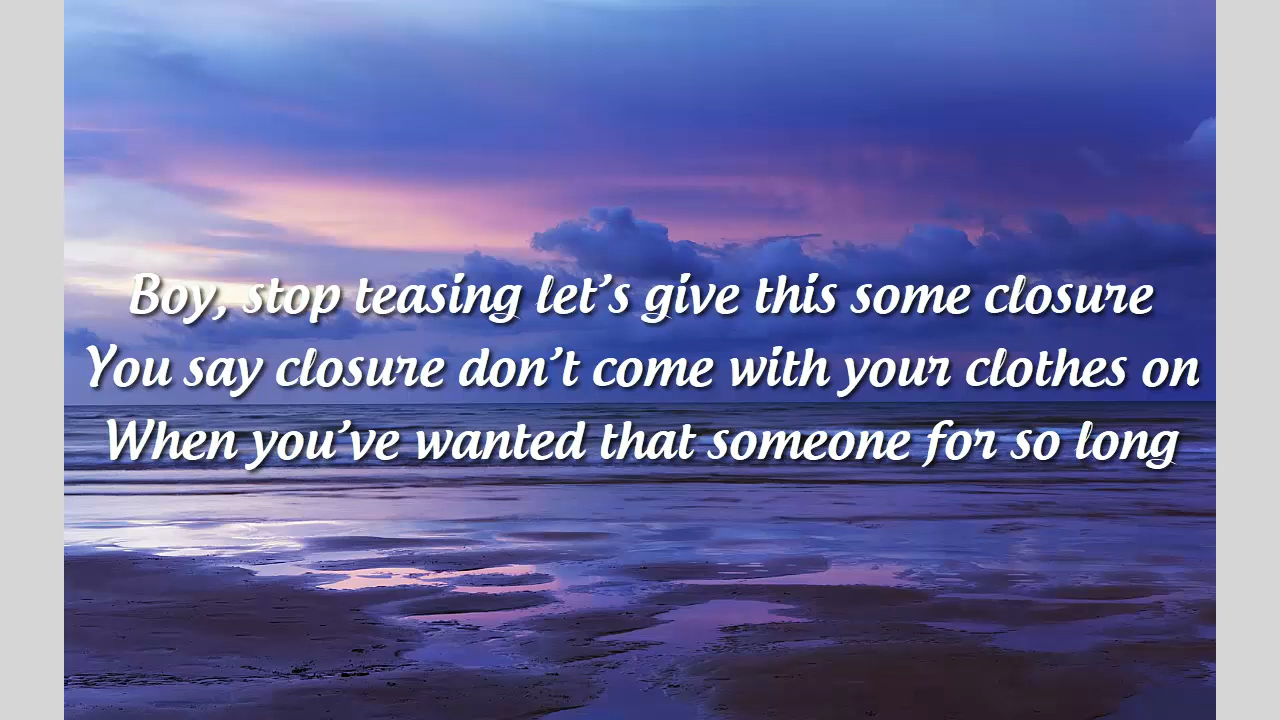 Boy, stop teasing let's give this some closure
You say closure don't come with your clothes on
When you've wanted that someone for so long